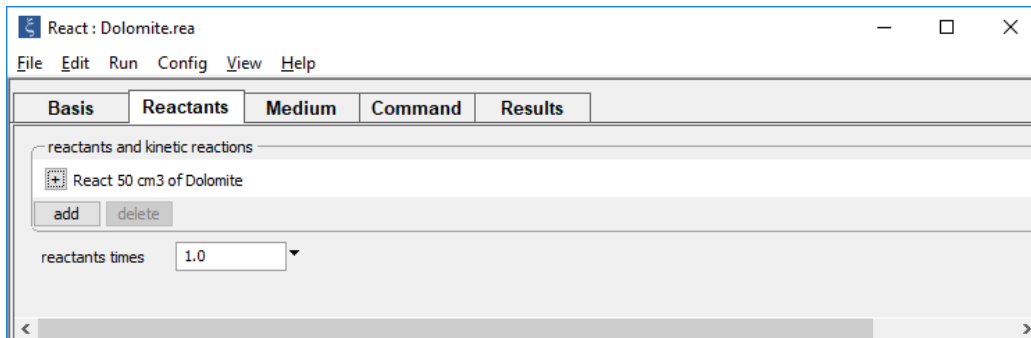 React : Dolomite.rea
File Edit Run Config View Help
Basis Reactants Medium Command Results
reactants and kinetic reactions
React 50 cm3 of Dolomite
add delete
reactants times 1.0